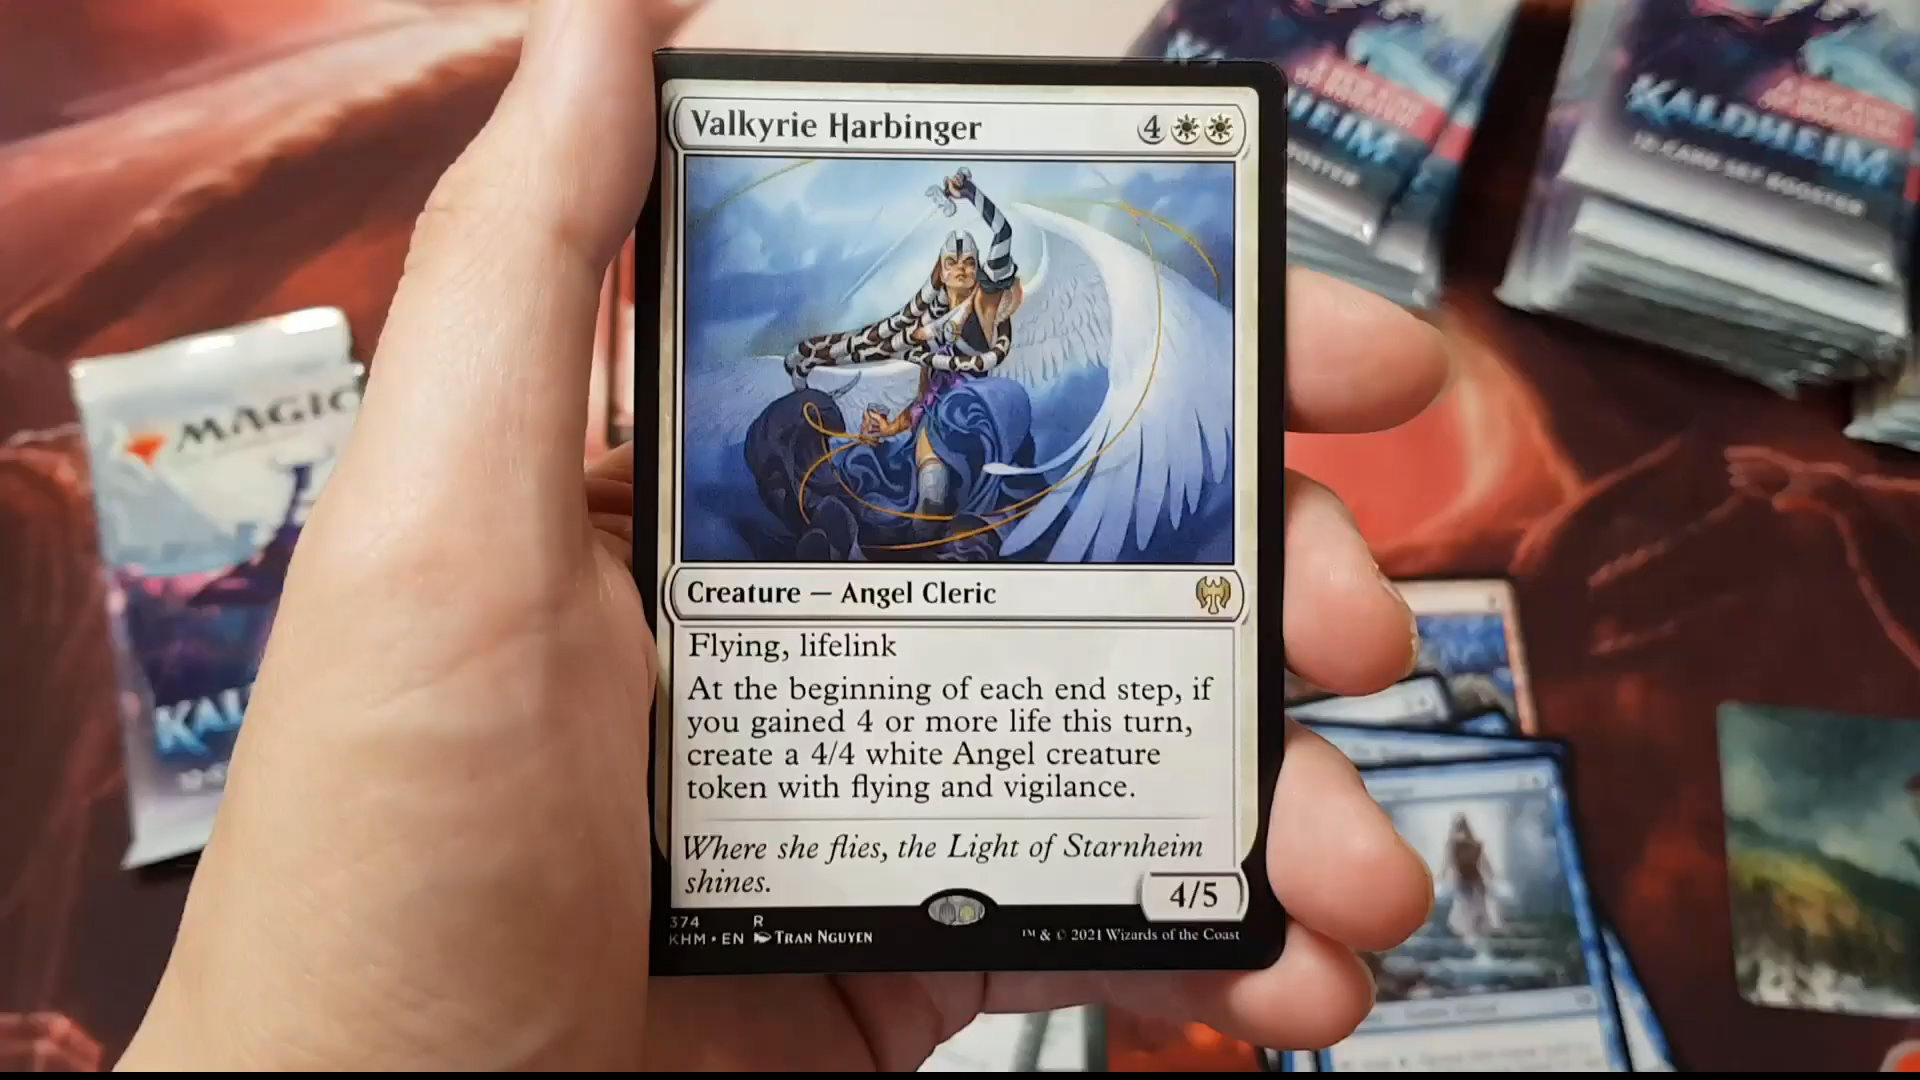 Valkyrie Harbinger
4
Creature — Angel Cleric
Flying, lifelink
At the beginning of each end step, if
you gained 4 or more life this turn,
create a 4/4 white Angel creature
token with flying and vigilance.
Where she flies, the Light of Starnheim
shines.
4/5
374 R
KHM • EN TRAN NGUYEN
™ & © 2021 Wizards of the Coast
MAGIC
KAL
KALDHEIM
12-CARD SET BOOSTER
HEIM